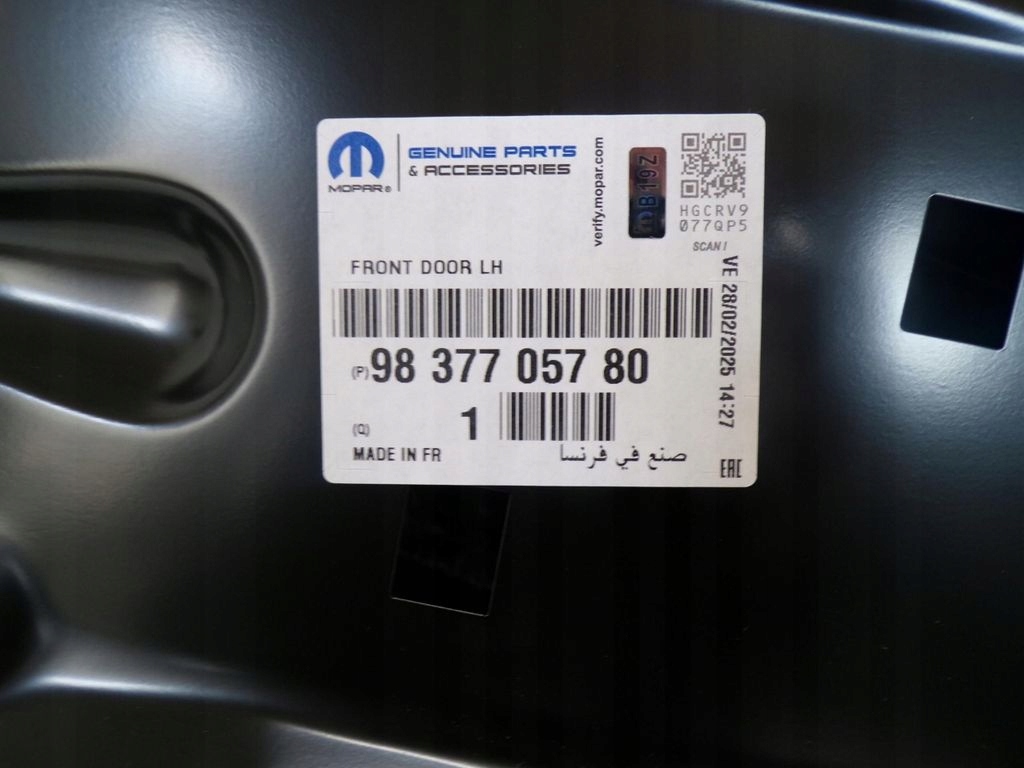 MOPAR®
GENUINE PARTS
& ACCESSORIES
verify.mopar.com
DB19Z
HGCRV9
077QP5
SCAN!
FRONT DOOR LH
(P) 98 377 057 80
VE 28/02/2025 14:27
(Q) 1
MADE IN FR
صنع في فرنسا
EAC